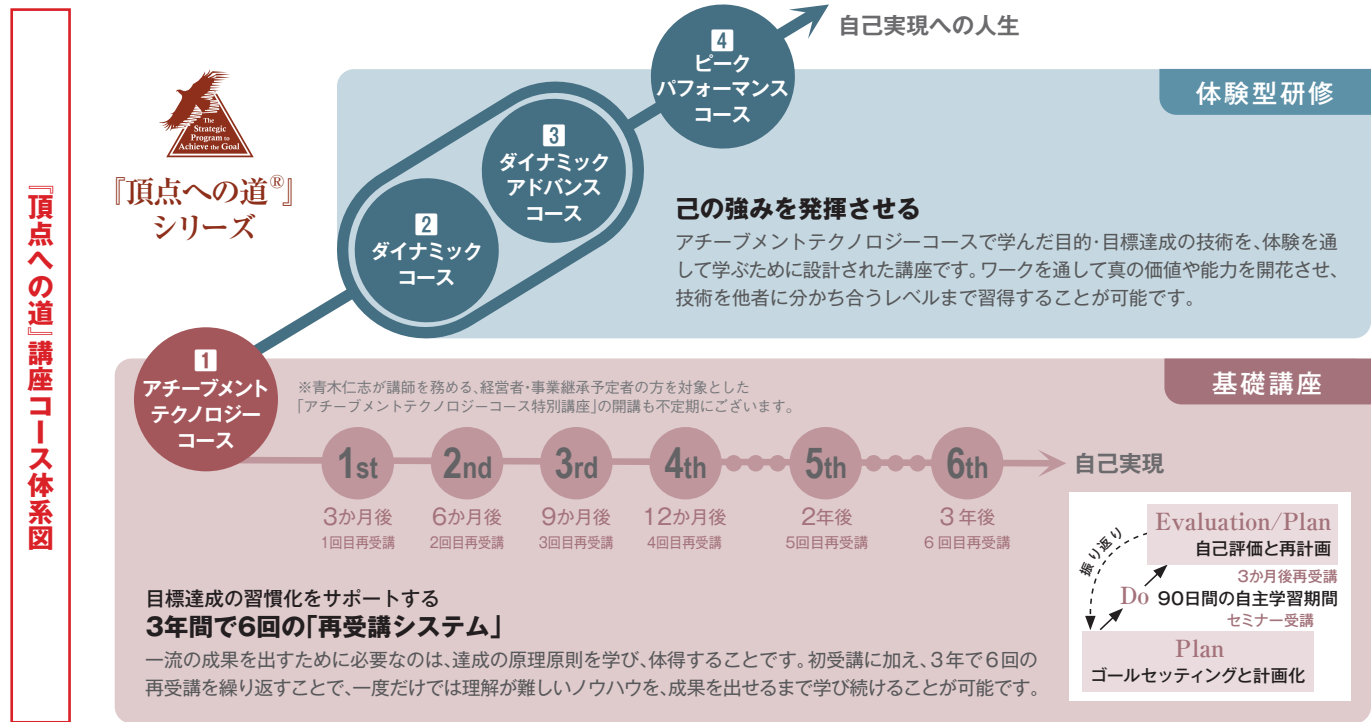 『頂点への道』講座コース体系図
The
Strategic
Program to
Achieve the Goal
『頂点への道®』
シリーズ
自己実現への人生
4
ピーク
パフォーマンス
コース
3
ダイナミック
アドバンス
コース
2
ダイナミック
コース
体験型研修
己の強みを発揮させる
アチーブメントテクノロジーコースで学んだ目的・目標達成の技術を、体験を通
して学ぶために設計された講座です。ワークを通して真の価値や能力を開花させ、
技術を他者に分かち合うレベルまで習得することが可能です。
1
アチーブメント
テクノロジー
コース
基礎講座
※青木仁志が講師を務める、経営者・事業継承予定者の方を対象とした
「アチーブメントテクノロジーコース特別講座」の開講も不定期にございます。
1st 2nd 3rd 4th 5th 6th 自己実現
3か月後 6か月後 9か月後 12か月後 2年後 3年後
1回目再受講 2回目再受講 3回目再受講 4回目再受講 5回目再受講 6回目再受講
目標達成の習慣化をサポートする
3年間で6回の「再受講システム」
一流の成果を出すために必要なのは、達成の原理原則を学び、体得することです。初受講に加え、3年で6回の
再受講を繰り返すことで、一度だけでは理解が難しいノウハウを、成果を出せるまで学び続けることが可能です。
Evaluation/Plan
自己評価と再計画
振り返り
3か月後再受講
Do 90日間の自主学習期間
セミナー受講
Plan
ゴールセッティングと計画化